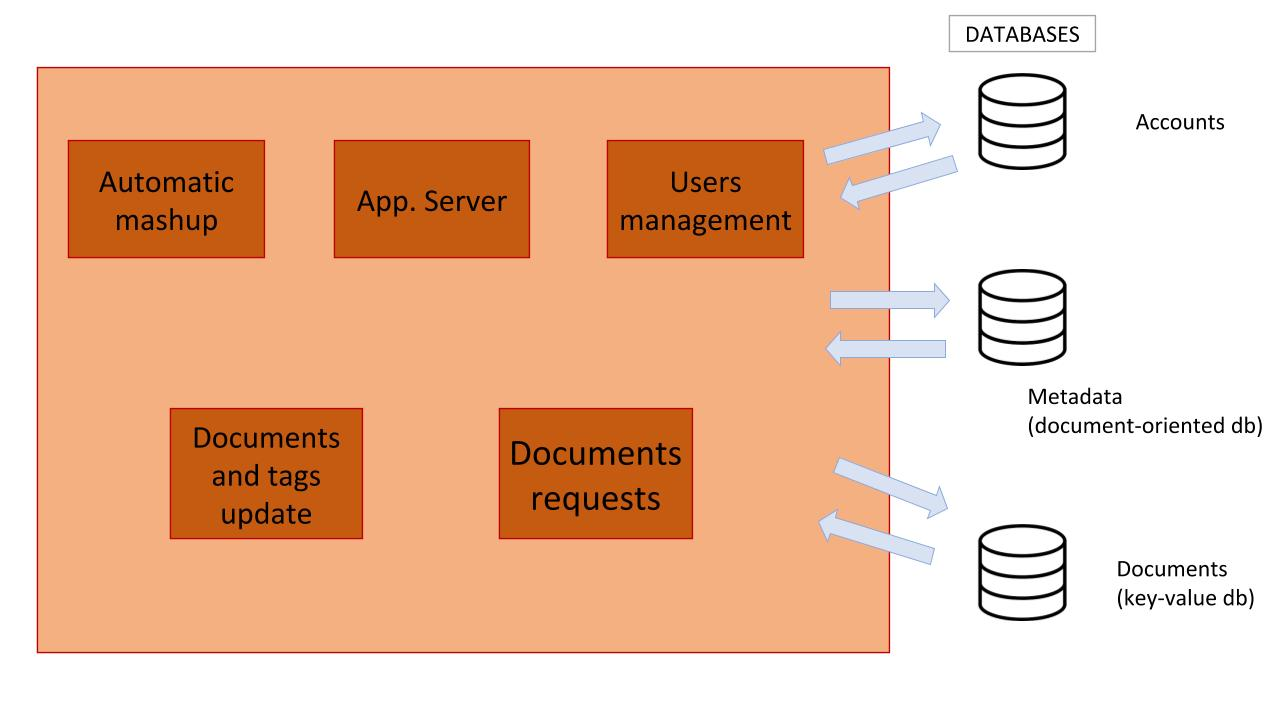 DATABASES
Accounts
Automatic
mashup
App. Server
Users
management
Metadata
(document-oriented db)
Documents
and tags
update
Documents
requests
Documents
(key-value db)